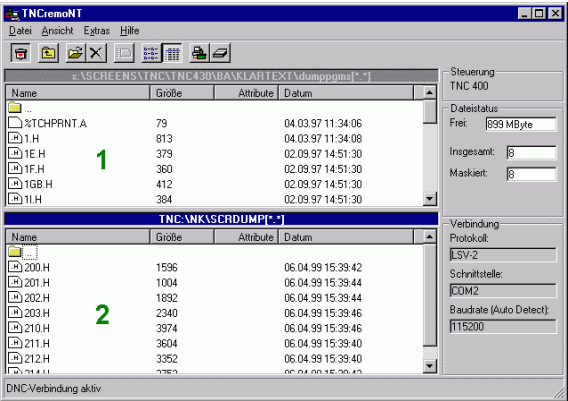 TNCremoNT
Datei Ansicht Extras Hilfe
s:\SCREENS\TNC\TNC430\BA\KLARTEXT\dumppgms[*.*]
Name Größe Attribute Datum
..
%TCHPRNT.A 79 04.03.97 11:34:06
1.H 813 04.03.97 11:34:08
1E.H 379 02.09.97 14:51:30
1F.H 360 02.09.97 14:51:30
1GB.H 412 02.09.97 14:51:30
1I.H 384 02.09.97 14:51:30
1
TNC:\NK\SCRDUMP[*.*]
Name Größe Attribute Datum
..
200.H 1596 06.04.99 15:39:42
201.H 1004 06.04.99 15:39:44
202.H 1892 06.04.99 15:39:44
203.H 2340 06.04.99 15:39:46
210.H 3974 06.04.99 15:39:46
211.H 3604 06.04.99 15:39:40
212.H 3352 06.04.99 15:39:40
2
Steuerung
TNC 400
Dateistatus
Frei: 899 MByte
Insgesamt: 8
Maskiert: 8
Verbindung
Protokoll:
LSV-2
Schnittstelle:
COM2
Baudrate (Auto Detect):
115200
DNC-Verbindung aktiv